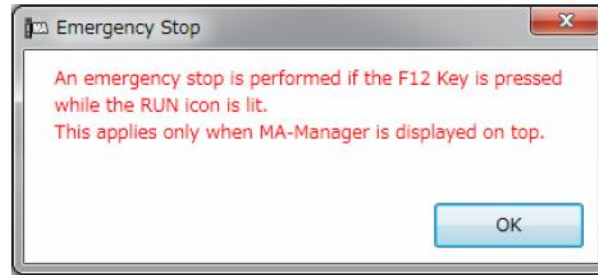 Emergency Stop
An emergency stop is performed if the F12 Key is pressed
while the RUN icon is lit.
This applies only when MA-Manager is displayed on top.
OK